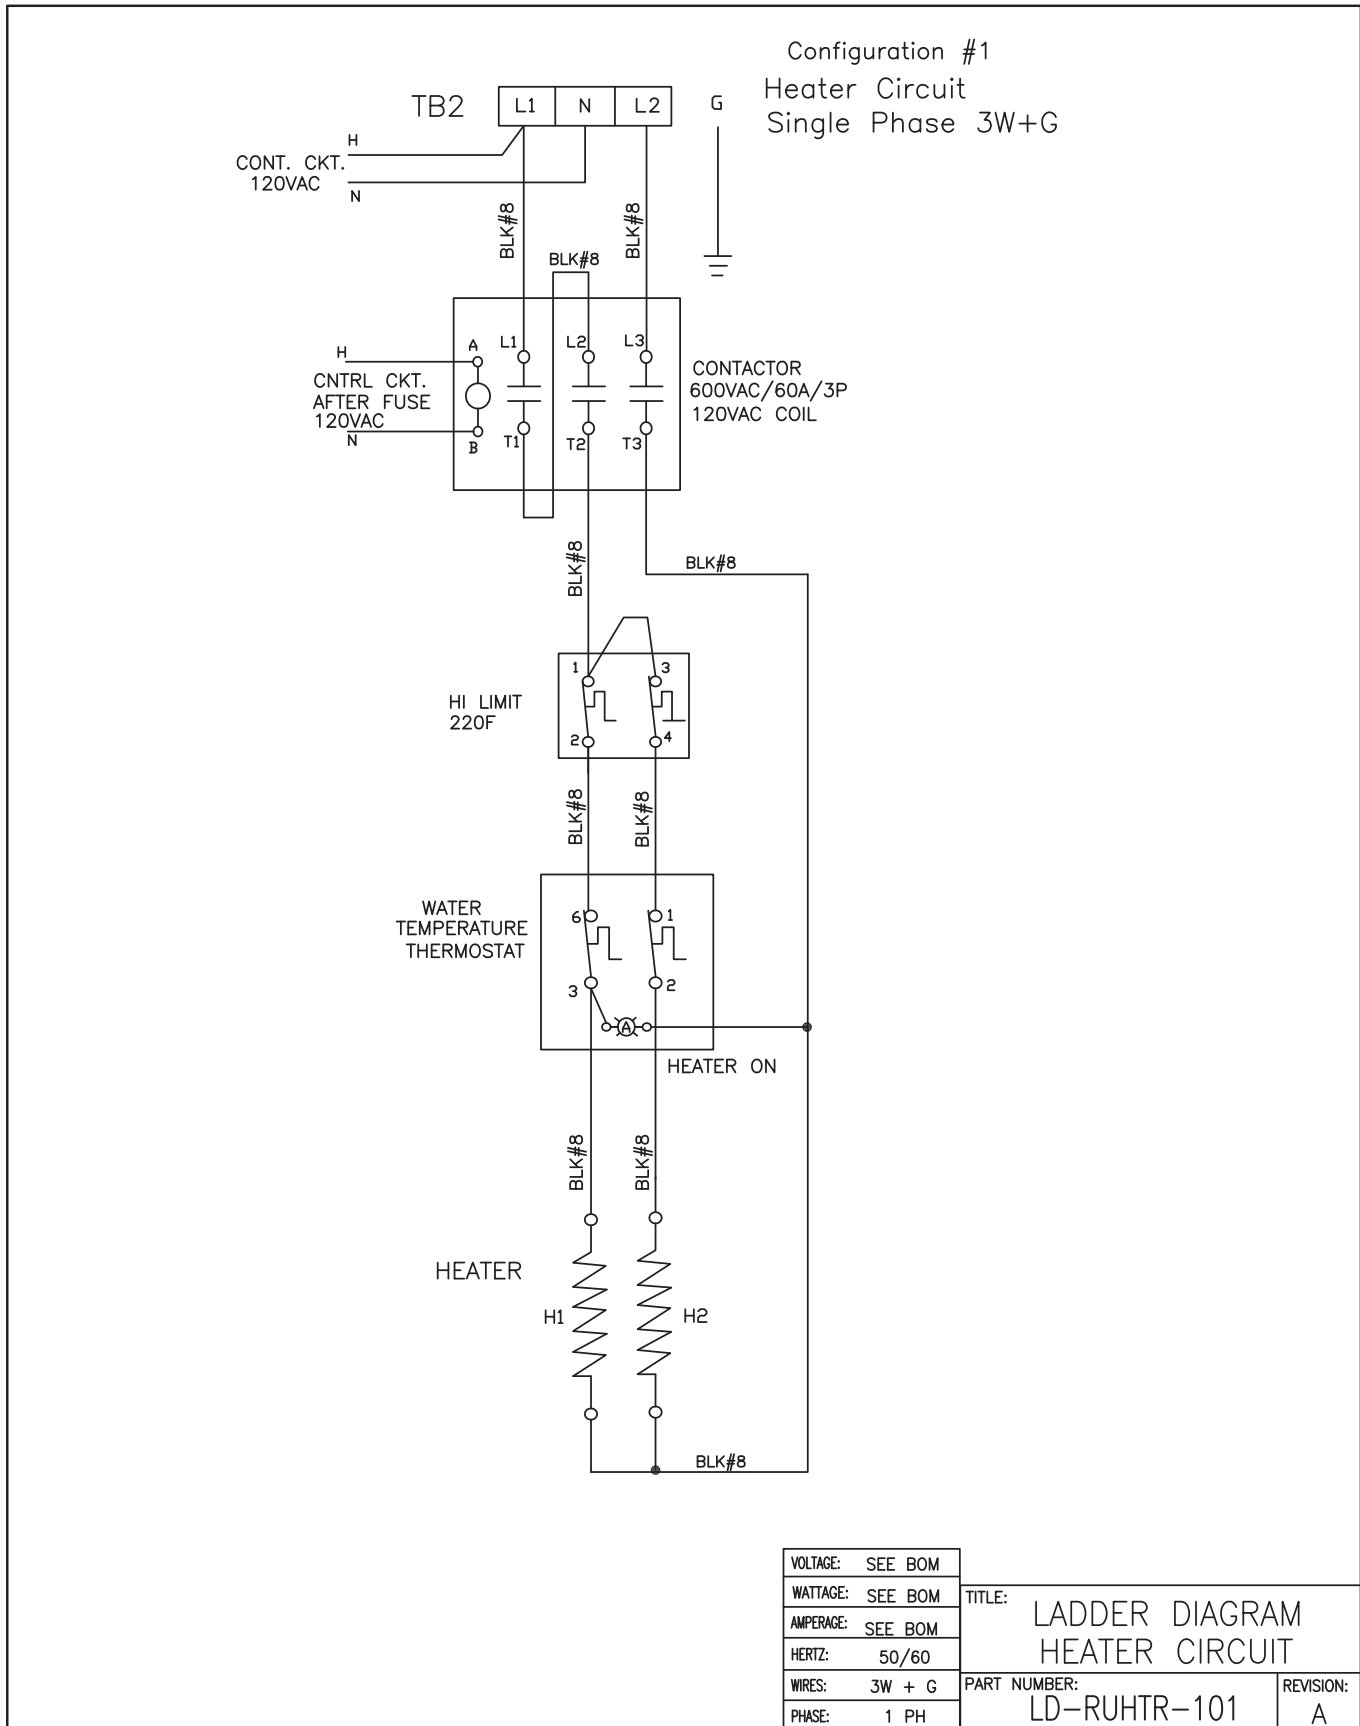 Configuration #1
Heater Circuit
Single Phase 3W+G
TB2
L1
N
L2
G
H
CONT. CKT.
120VAC
N
BLK#8
BLK#8
BLK#8
H
CNTRL CKT.
AFTER FUSE
120VAC
N
A
B
L1
L2
L3
T1
T2
T3
CONTACTOR
600VAC/60A/3P
120VAC COIL
BLK#8
BLK#8
HI LIMIT
220F
1
3
2
4
BLK#8
BLK#8
WATER
TEMPERATURE
THERMOSTAT
6
1
3
2
A
HEATER ON
BLK#8
BLK#8
HEATER
H1
H2
BLK#8
VOLTAGE: SEE BOM
WATTAGE: SEE BOM
AMPERAGE: SEE BOM
HERTZ: 50/60
WIRES: 3W + G
PHASE: 1 PH
TITLE:
LADDER DIAGRAM
HEATER CIRCUIT
PART NUMBER:
LD-RUHTR-101
REVISION:
A